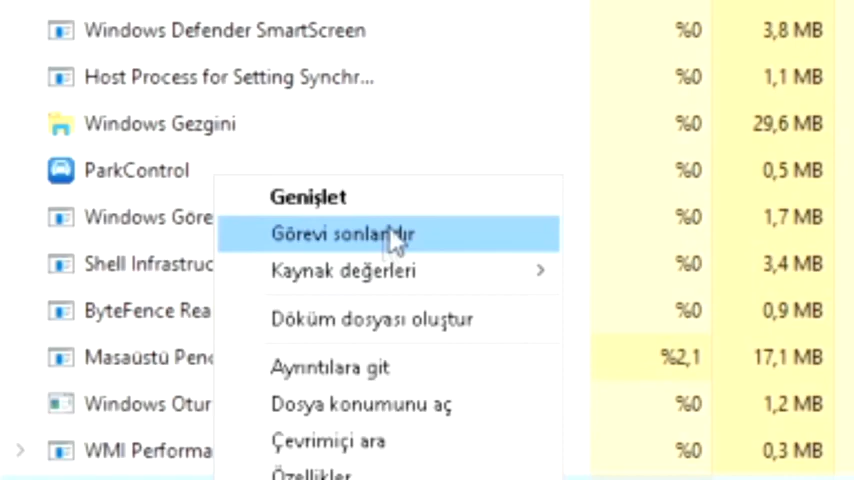 Windows Defender SmartScreen %0 3,8 MB
Host Process for Setting Synchr... %0 1,1 MB
Windows Gezgini %0 29,6 MB
ParkControl %0 0,5 MB
Genişlet
Windows Göre %0 1,7 MB
Görevi sonlandır
Shell Infrastruc %0 3,4 MB
Kaynak değerleri
ByteFence Rea %0 0,9 MB
Döküm dosyası oluştur
Masaüstü Penc %2,1 17,1 MB
Ayrıntılara git
Windows Otur %0 1,2 MB
Dosya konumunu aç
WMI Performa %0 0,3 MB
Çevrimiçi ara
Özellikler